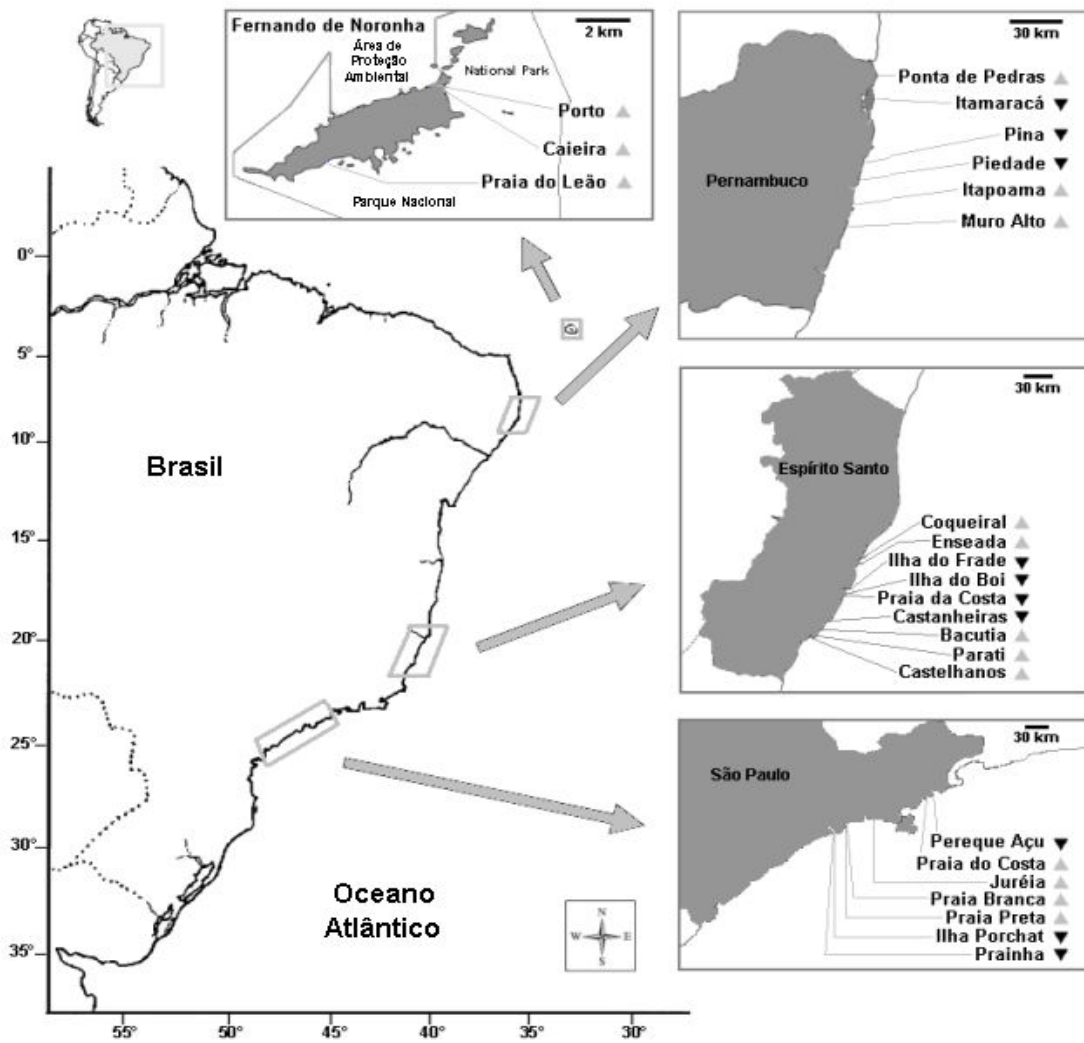 Fernando de Noronha
2 km
Área de
Proteção
Ambiental
National Park
Porto
Caieira
Praia do Leão
Parque Nacional
30 km
Ponta de Pedras
Itamaracá
Pina
Piedade
Itapoama
Muro Alto
Pernambuco
30 km
Espírito Santo
Coqueiral
Enseada
Ilha do Frade
Ilha do Boi
Praia da Costa
Castanheiras
Bacutia
Parati
Castelhanos
30 km
São Paulo
Pereque Açu
Praia do Costa
Juréia
Praia Branca
Praia Preta
Ilha Porchat
Prainha
0°
5°
10°
15°
20°
25°
30°
35°
Brasil
Oceano
Atlântico
N
W E
S
55° 50° 45° 40° 30°